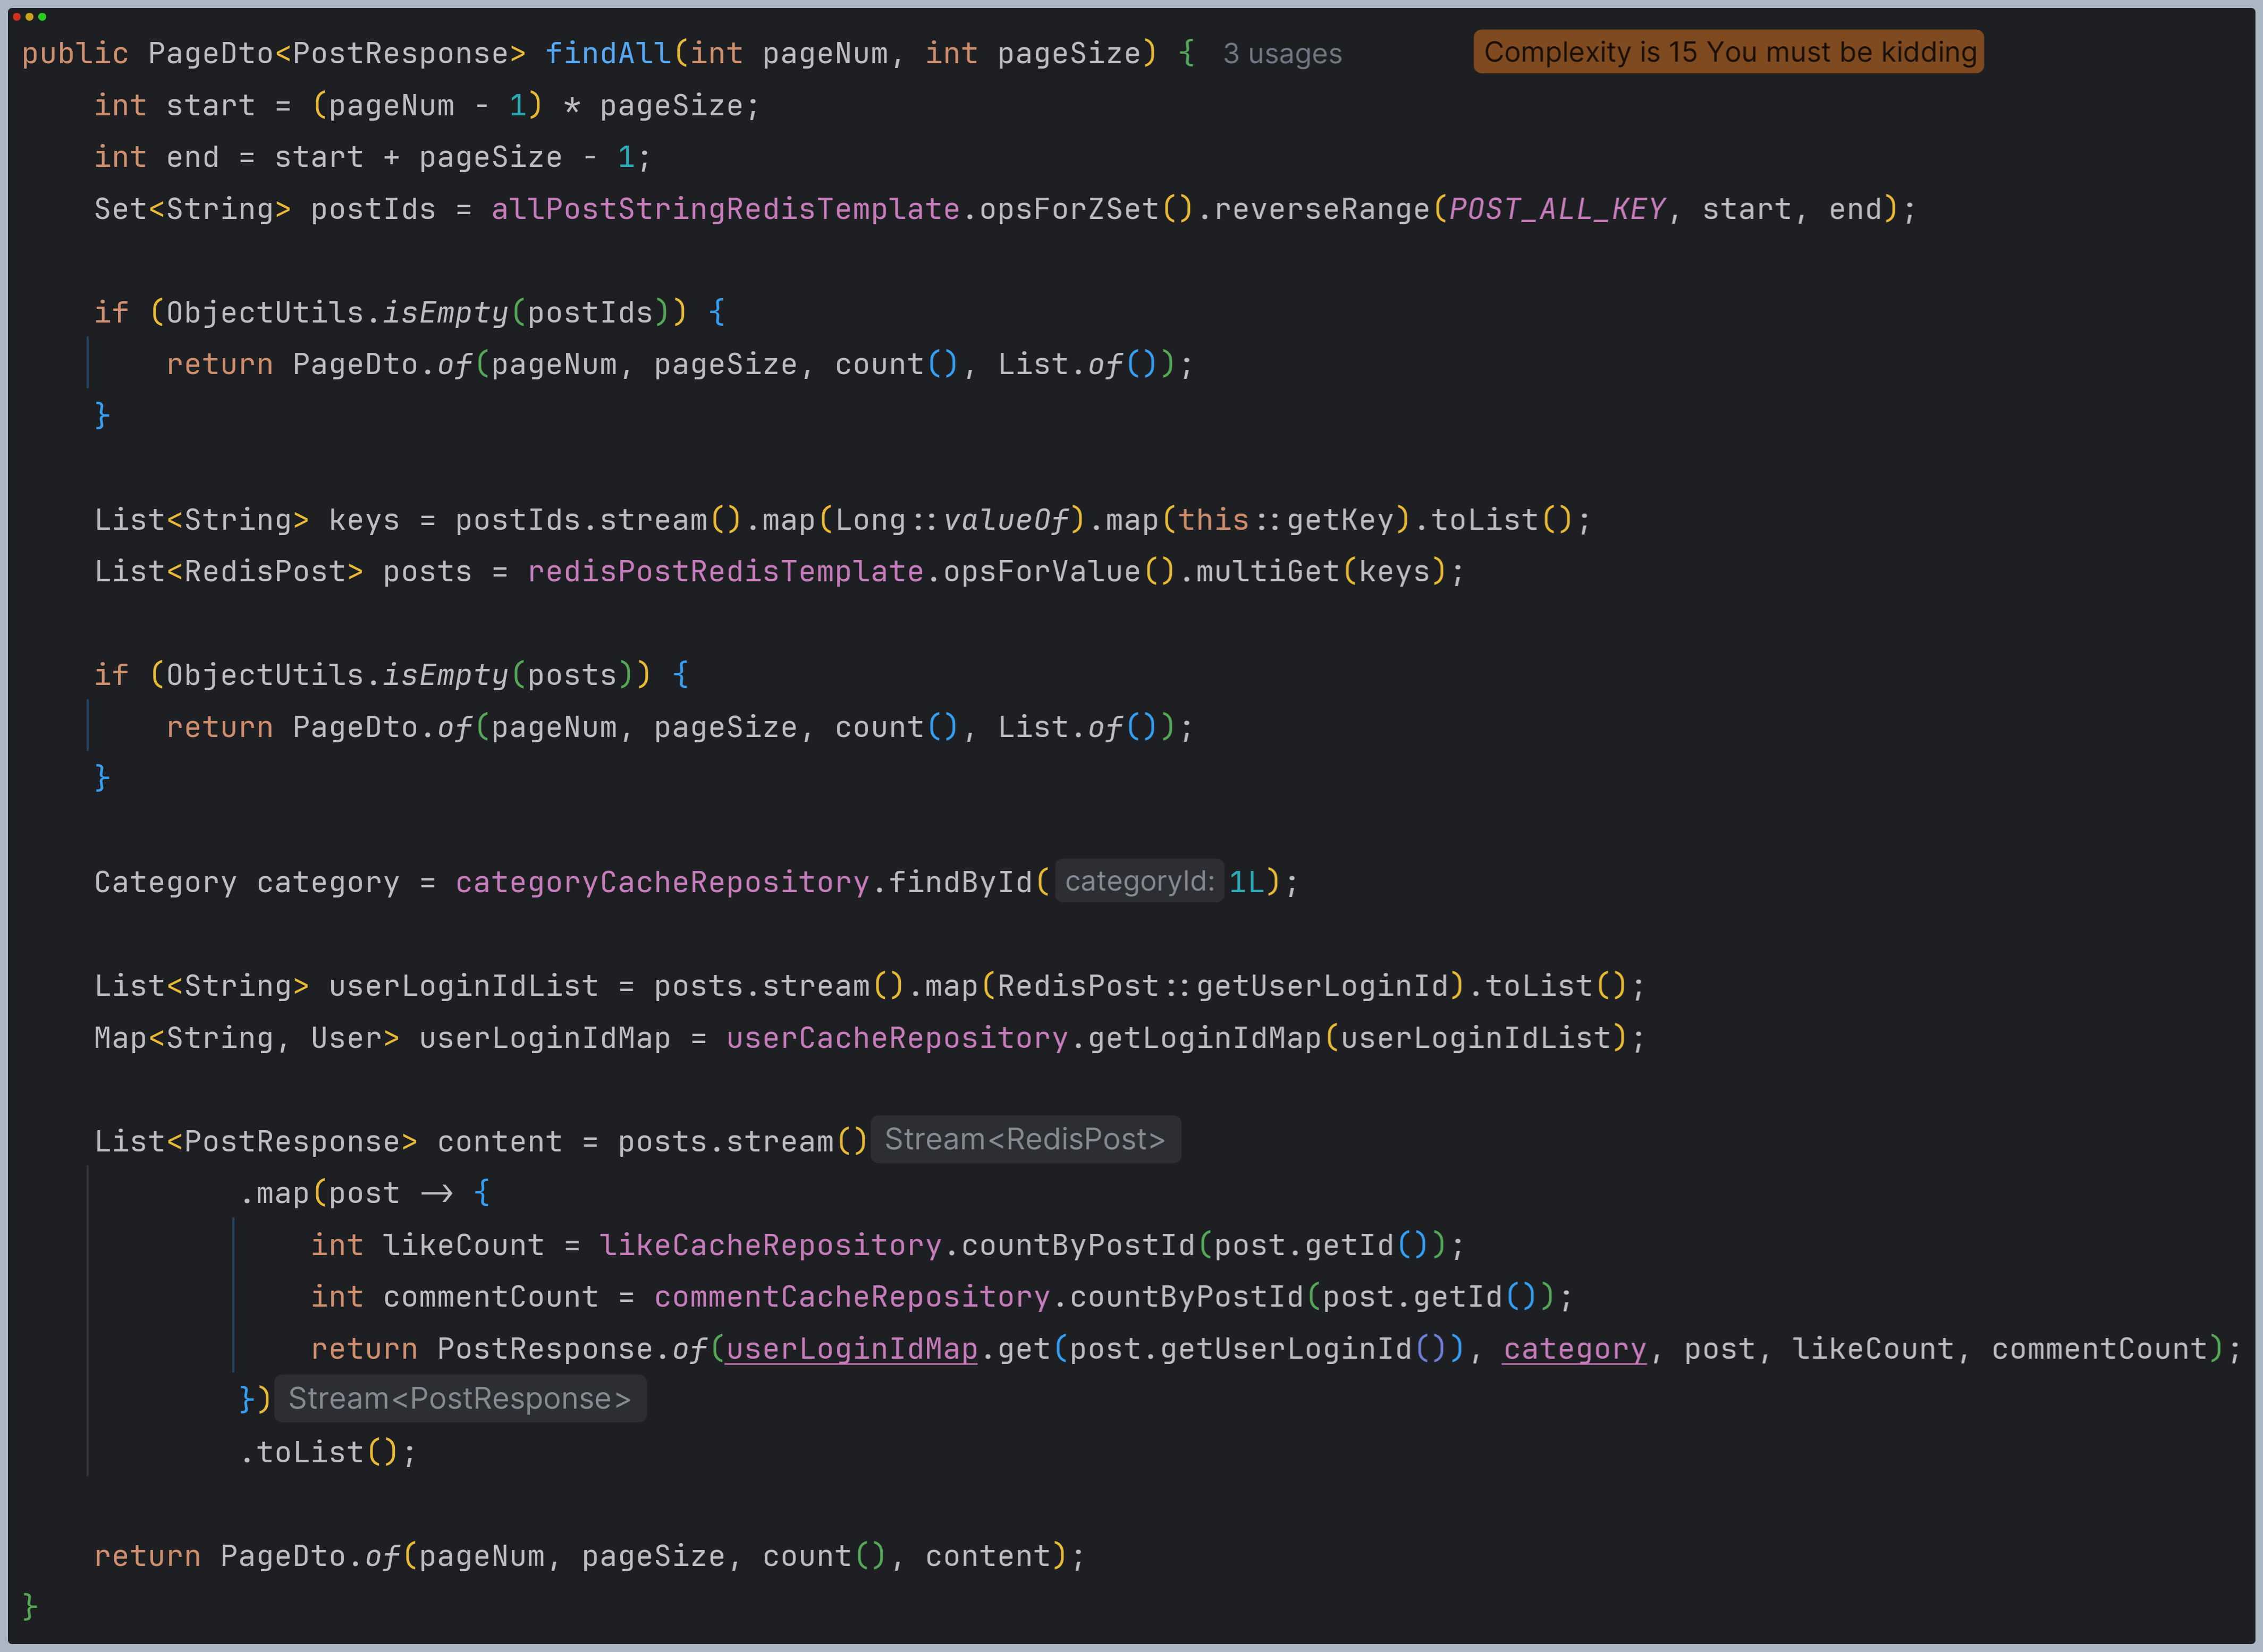 public PageDto<PostResponse> findAll(int pageNum, int pageSize) { 3 usages Complexity is 15 You must be kidding
    int start = (pageNum - 1) * pageSize;
    int end = start + pageSize - 1;
    Set<String> postIds = allPostStringRedisTemplate.opsForZSet().reverseRange(POST_ALL_KEY, start, end);

    if (ObjectUtils.isEmpty(postIds)) {
        return PageDto.of(pageNum, pageSize, count(), List.of());
    }

    List<String> keys = postIds.stream().map(Long::valueOf).map(this::getKey).toList();
    List<RedisPost> posts = redisPostRedisTemplate.opsForValue().multiGet(keys);

    if (ObjectUtils.isEmpty(posts)) {
        return PageDto.of(pageNum, pageSize, count(), List.of());
    }

    Category category = categoryCacheRepository.findById( categoryId: 1L);

    List<String> userLoginIdList = posts.stream().map(RedisPost::getUserLoginId).toList();
    Map<String, User> userLoginIdMap = userCacheRepository.getLoginIdMap(userLoginIdList);

    List<PostResponse> content = posts.stream() Stream<RedisPost>
            .map(post -> {
                int likeCount = likeCacheRepository.countByPostId(post.getId());
                int commentCount = commentCacheRepository.countByPostId(post.getId());
                return PostResponse.of(userLoginIdMap.get(post.getUserLoginId()), category, post, likeCount, commentCount);
            }) Stream<PostResponse>
            .toList();

    return PageDto.of(pageNum, pageSize, count(), content);
}